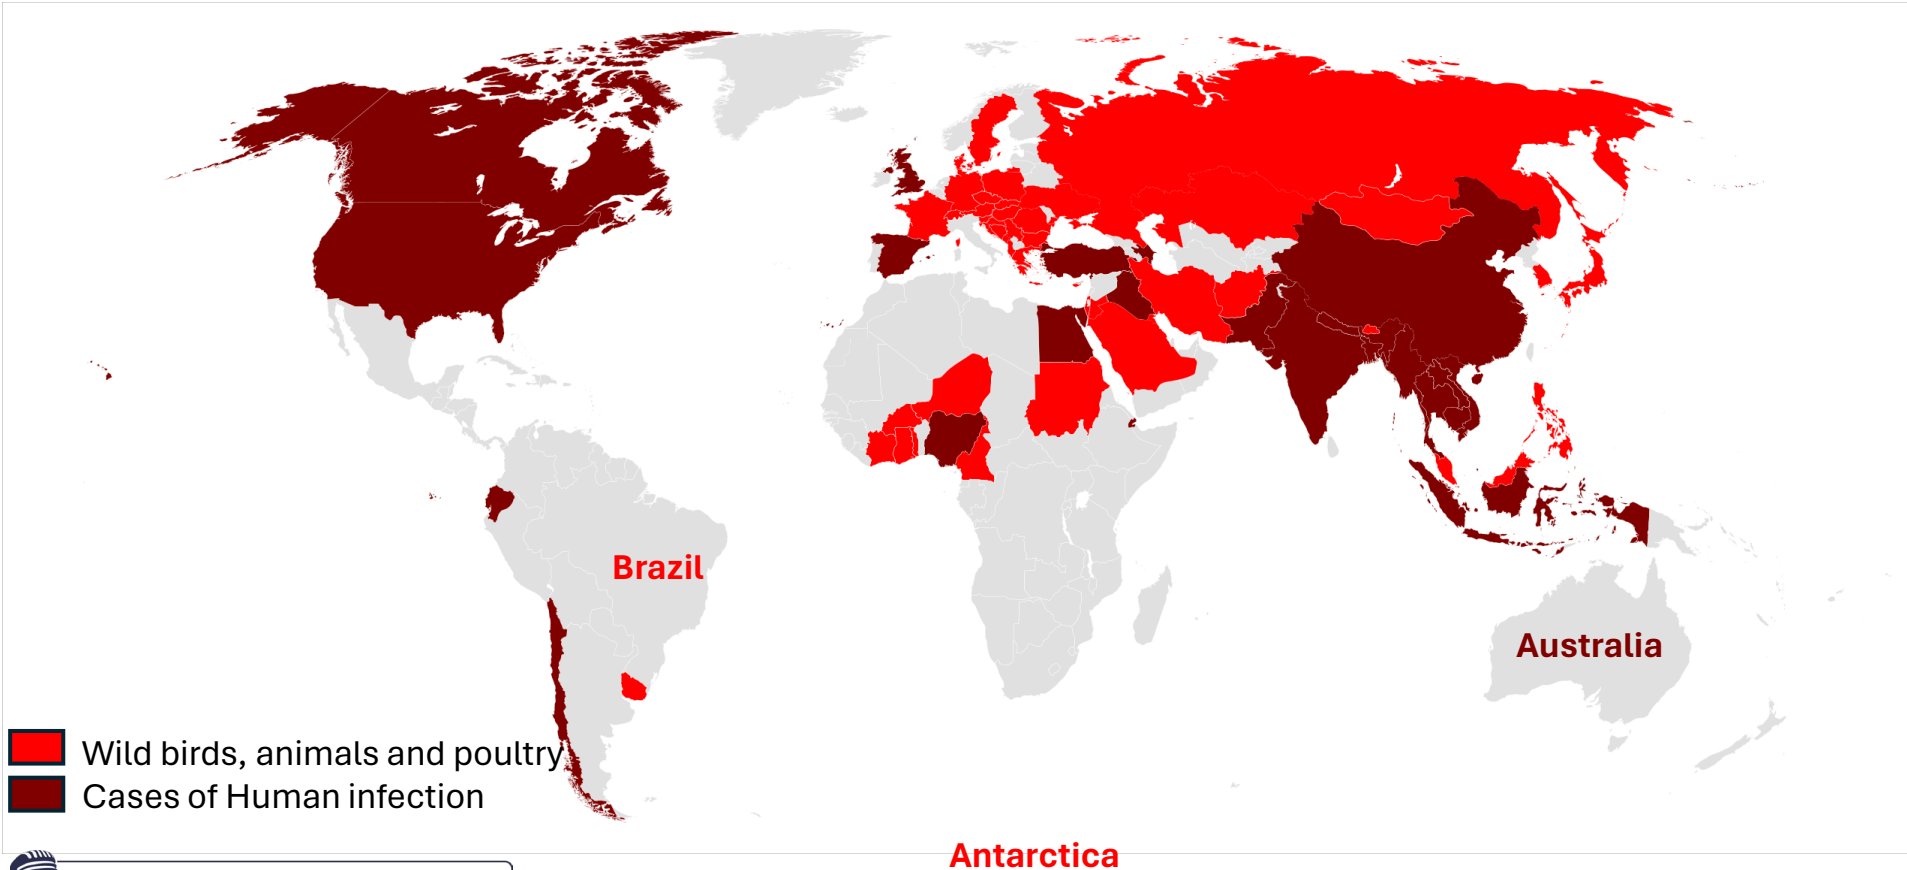 Brazil
Australia
Wild birds, animals and poultry
Cases of Human infection
Antarctica